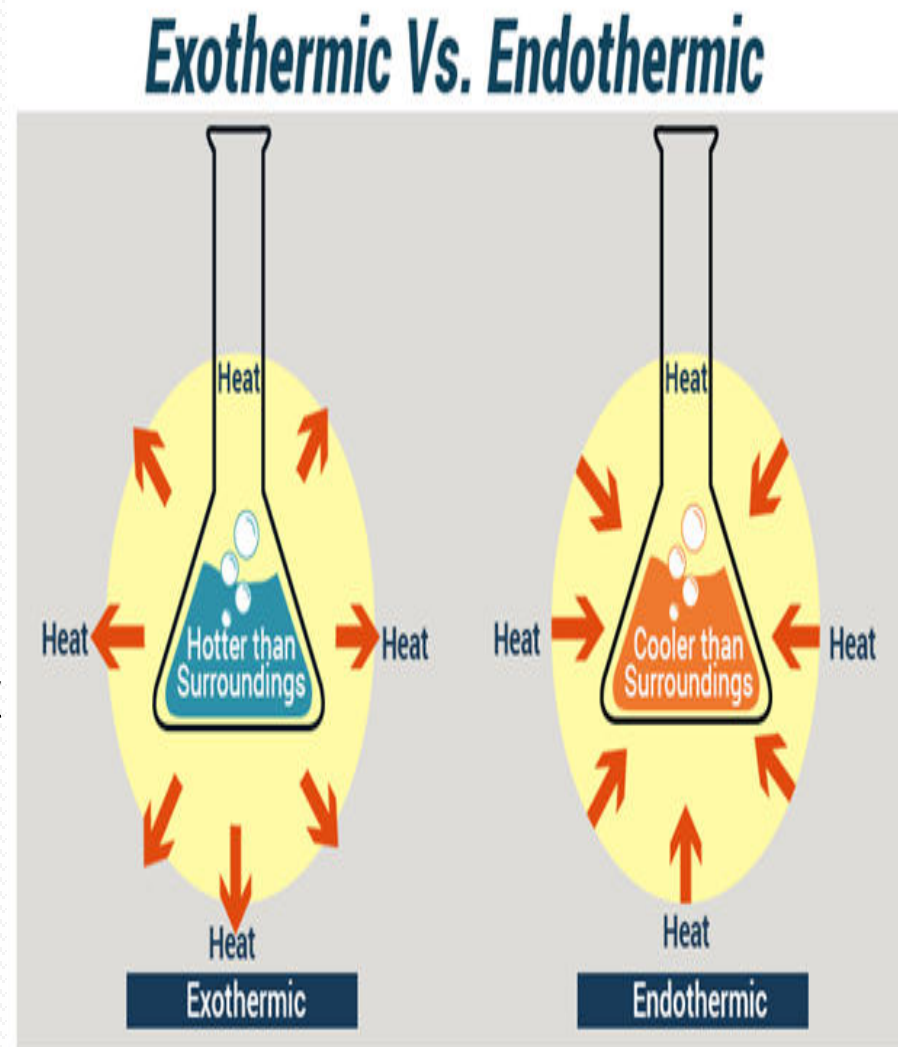 Exothermic Vs. Endothermic
Heat
Heat
Heat
Hotter than
Surroundings
Heat
Exothermic
Heat
Heat
Heat
Cooler than
Surroundings
Heat
Endothermic